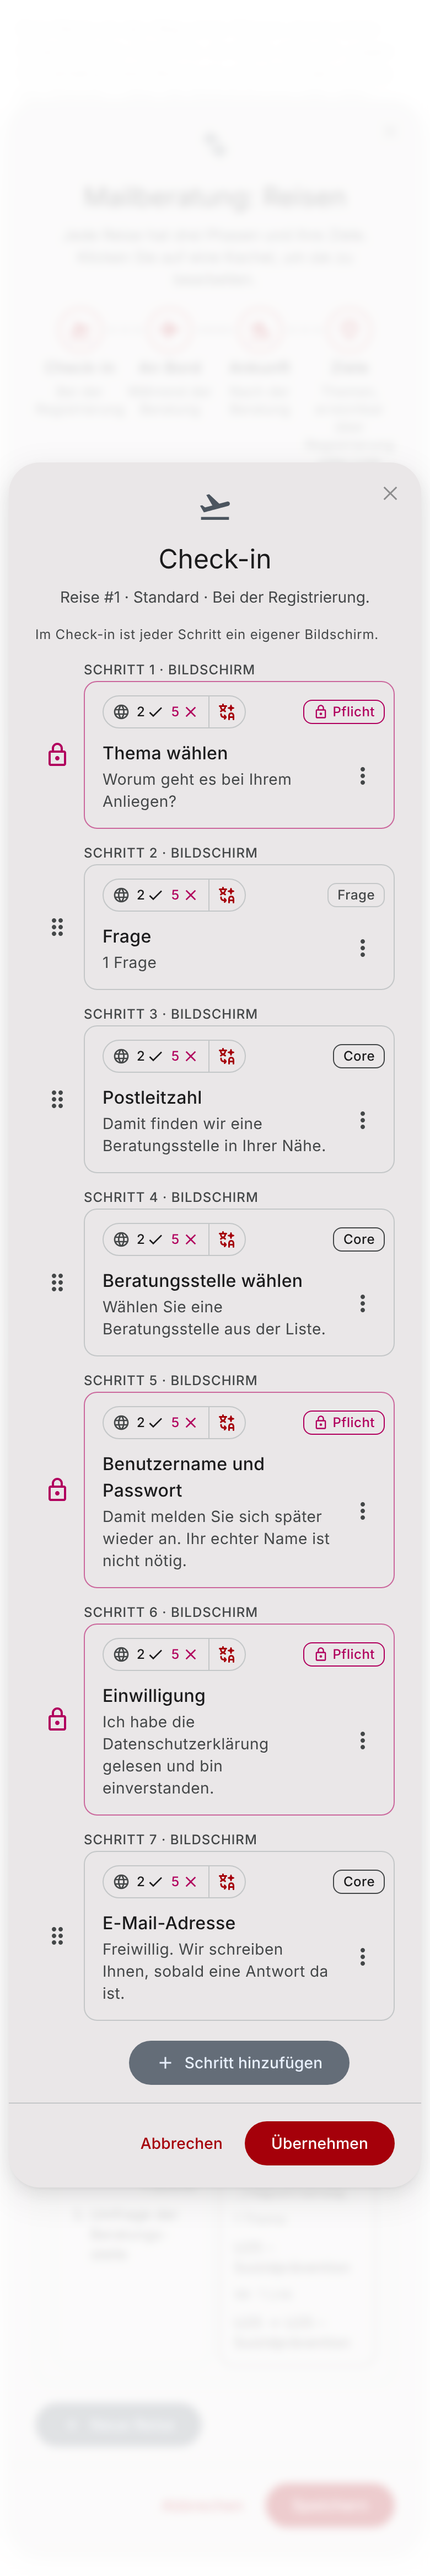 Mailberatung: Reisen
Check-in
Reise #1 · Standard · Bei der Registrierung.
Im Check-in ist jeder Schritt ein eigener Bildschirm.
SCHRITT 1 · BILDSCHIRM
2 5 Pflicht
Thema wählen
Worum geht es bei Ihrem
Anliegen?
SCHRITT 2 · BILDSCHIRM
2 5 Frage
Frage
1 Frage
SCHRITT 3 · BILDSCHIRM
2 5 Core
Postleitzahl
Damit finden wir eine
Beratungsstelle in Ihrer Nähe.
SCHRITT 4 · BILDSCHIRM
2 5 Core
Beratungsstelle wählen
Wählen Sie eine
Beratungsstelle aus der Liste.
SCHRITT 5 · BILDSCHIRM
2 5 Pflicht
Benutzername und
Passwort
Damit melden Sie sich später
wieder an. Ihr echter Name ist
nicht nötig.
SCHRITT 6 · BILDSCHIRM
2 5 Pflicht
Einwilligung
Ich habe die
Datenschutzerklärung
gelesen und bin
einverstanden.
SCHRITT 7 · BILDSCHIRM
2 5 Core
E-Mail-Adresse
Freiwillig. Wir schreiben
Ihnen, sobald eine Antwort da
ist.
Schritt hinzufügen
Abbrechen Übernehmen